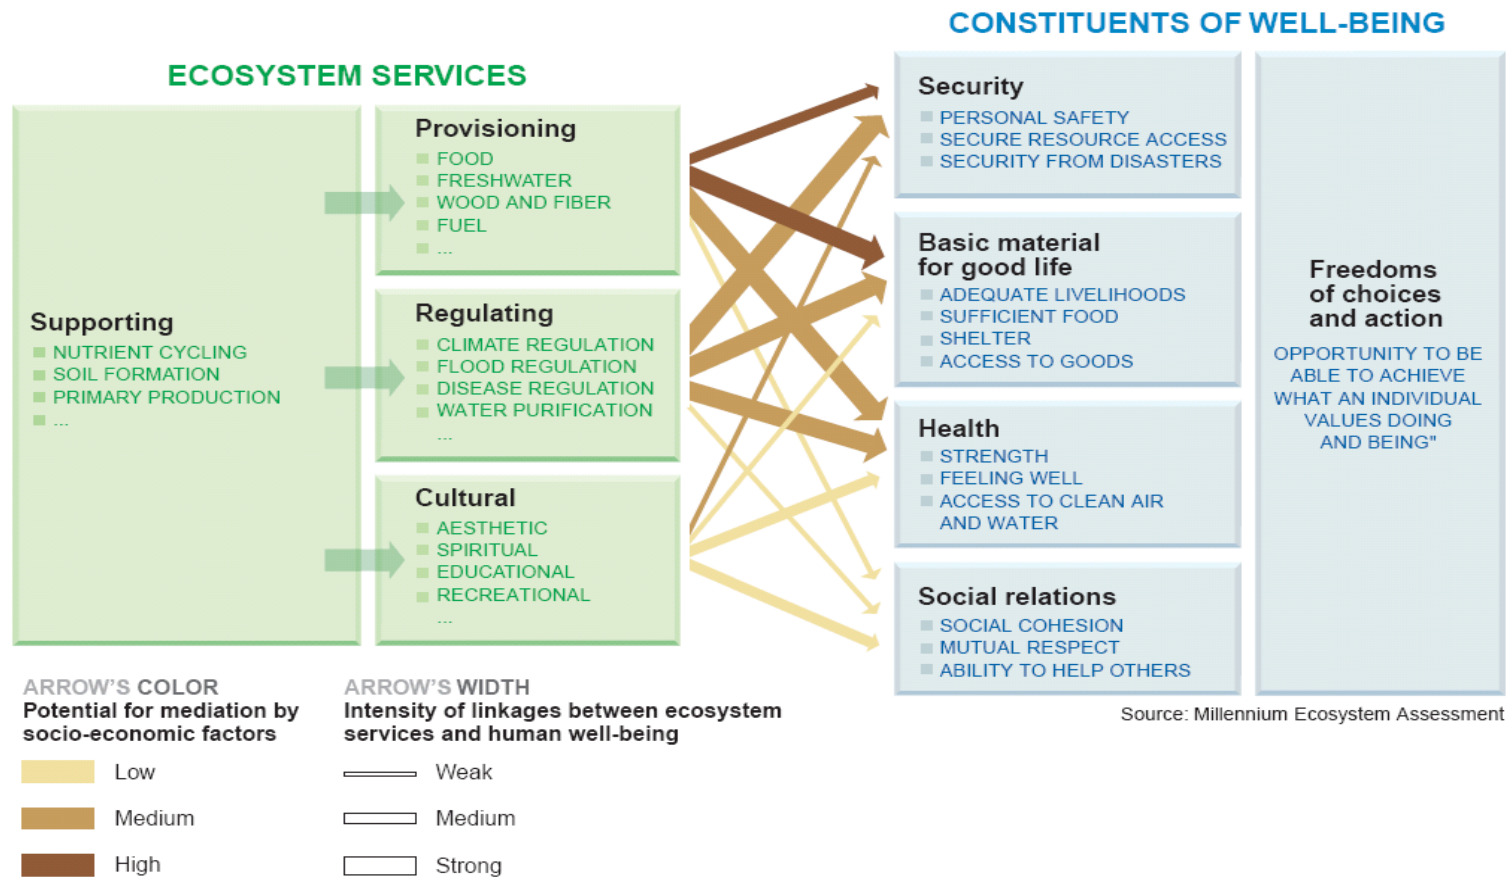 CONSTITUENTS OF WELL-BEING
ECOSYSTEM SERVICES
Supporting
NUTRIENT CYCLING
SOIL FORMATION
PRIMARY PRODUCTION
...
Provisioning
FOOD
FRESHWATER
WOOD AND FIBER
FUEL
...
Regulating
CLIMATE REGULATION
FLOOD REGULATION
DISEASE REGULATION
WATER PURIFICATION
...
Cultural
AESTHETIC
SPIRITUAL
EDUCATIONAL
RECREATIONAL
...
Security
PERSONAL SAFETY
SECURE RESOURCE ACCESS
SECURITY FROM DISASTERS
Basic material
for good life
ADEQUATE LIVELIHOODS
SUFFICIENT FOOD
SHELTER
ACCESS TO GOODS
Health
STRENGTH
FEELING WELL
ACCESS TO CLEAN AIR
AND WATER
Social relations
SOCIAL COHESION
MUTUAL RESPECT
ABILITY TO HELP OTHERS
Freedoms
of choices
and action
OPPORTUNITY TO BE
ABLE TO ACHIEVE
WHAT AN INDIVIDUAL
VALUES DOING
AND BEING"
Source: Millennium Ecosystem Assessment
ARROW'S COLOR
Potential for mediation by
socio-economic factors
Low
Medium
High
ARROW'S WIDTH
Intensity of linkages between ecosystem
services and human well-being
Weak
Medium
Strong